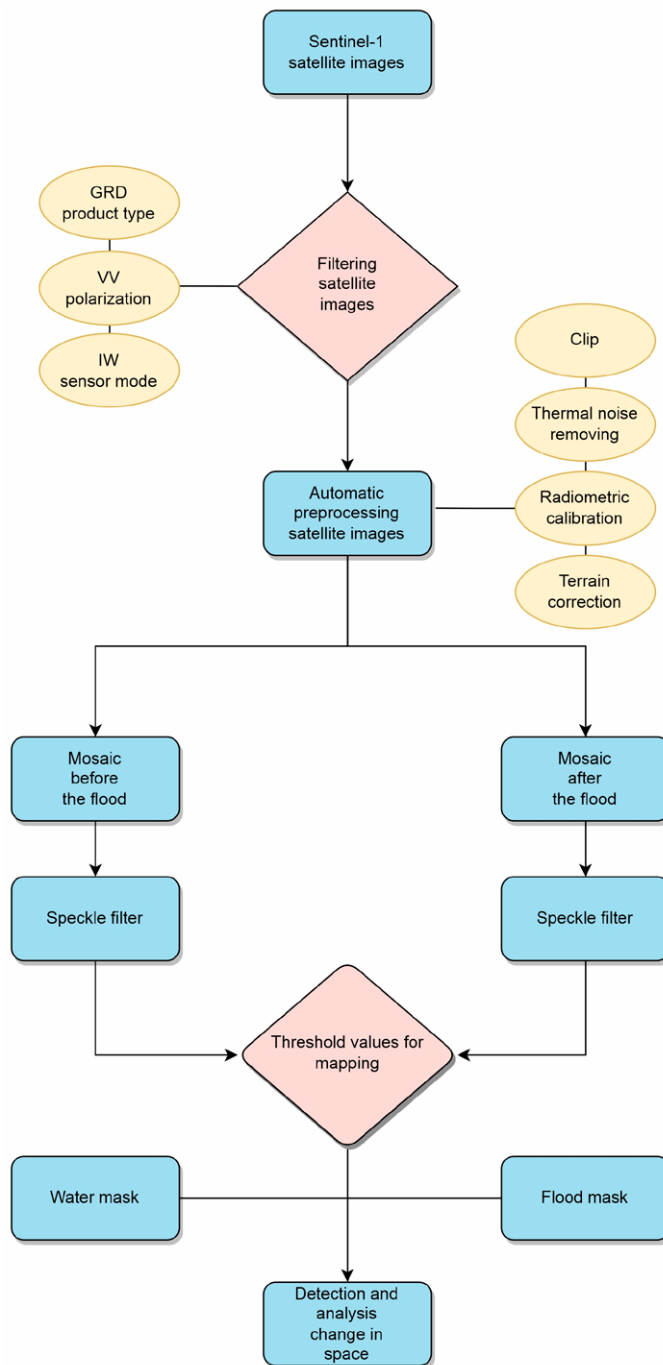 Sentinel-1
satellite images
GRD
product type
VV
polarization
IW
sensor mode
Filtering
satellite
images
Clip
Thermal noise
removing
Radiometric
calibration
Terrain
correction
Automatic
preprocessing
satellite images
Mosaic
before
the flood
Mosaic
after
the flood
Speckle filter
Speckle filter
Threshold values for
mapping
Water mask
Flood mask
Detection and
analysis
change in
space